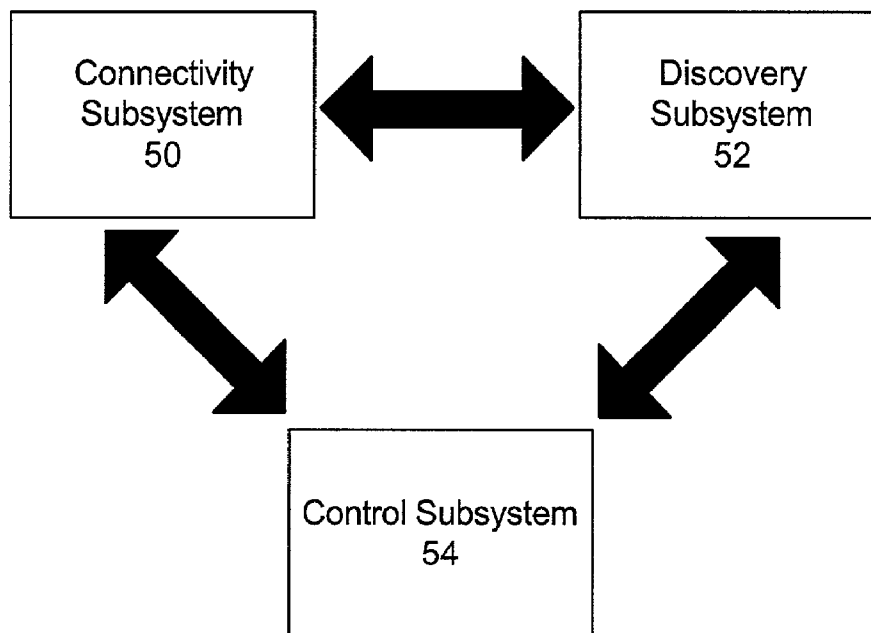 Connectivity
Subsystem
50
Discovery
Subsystem
52
Control Subsystem
54